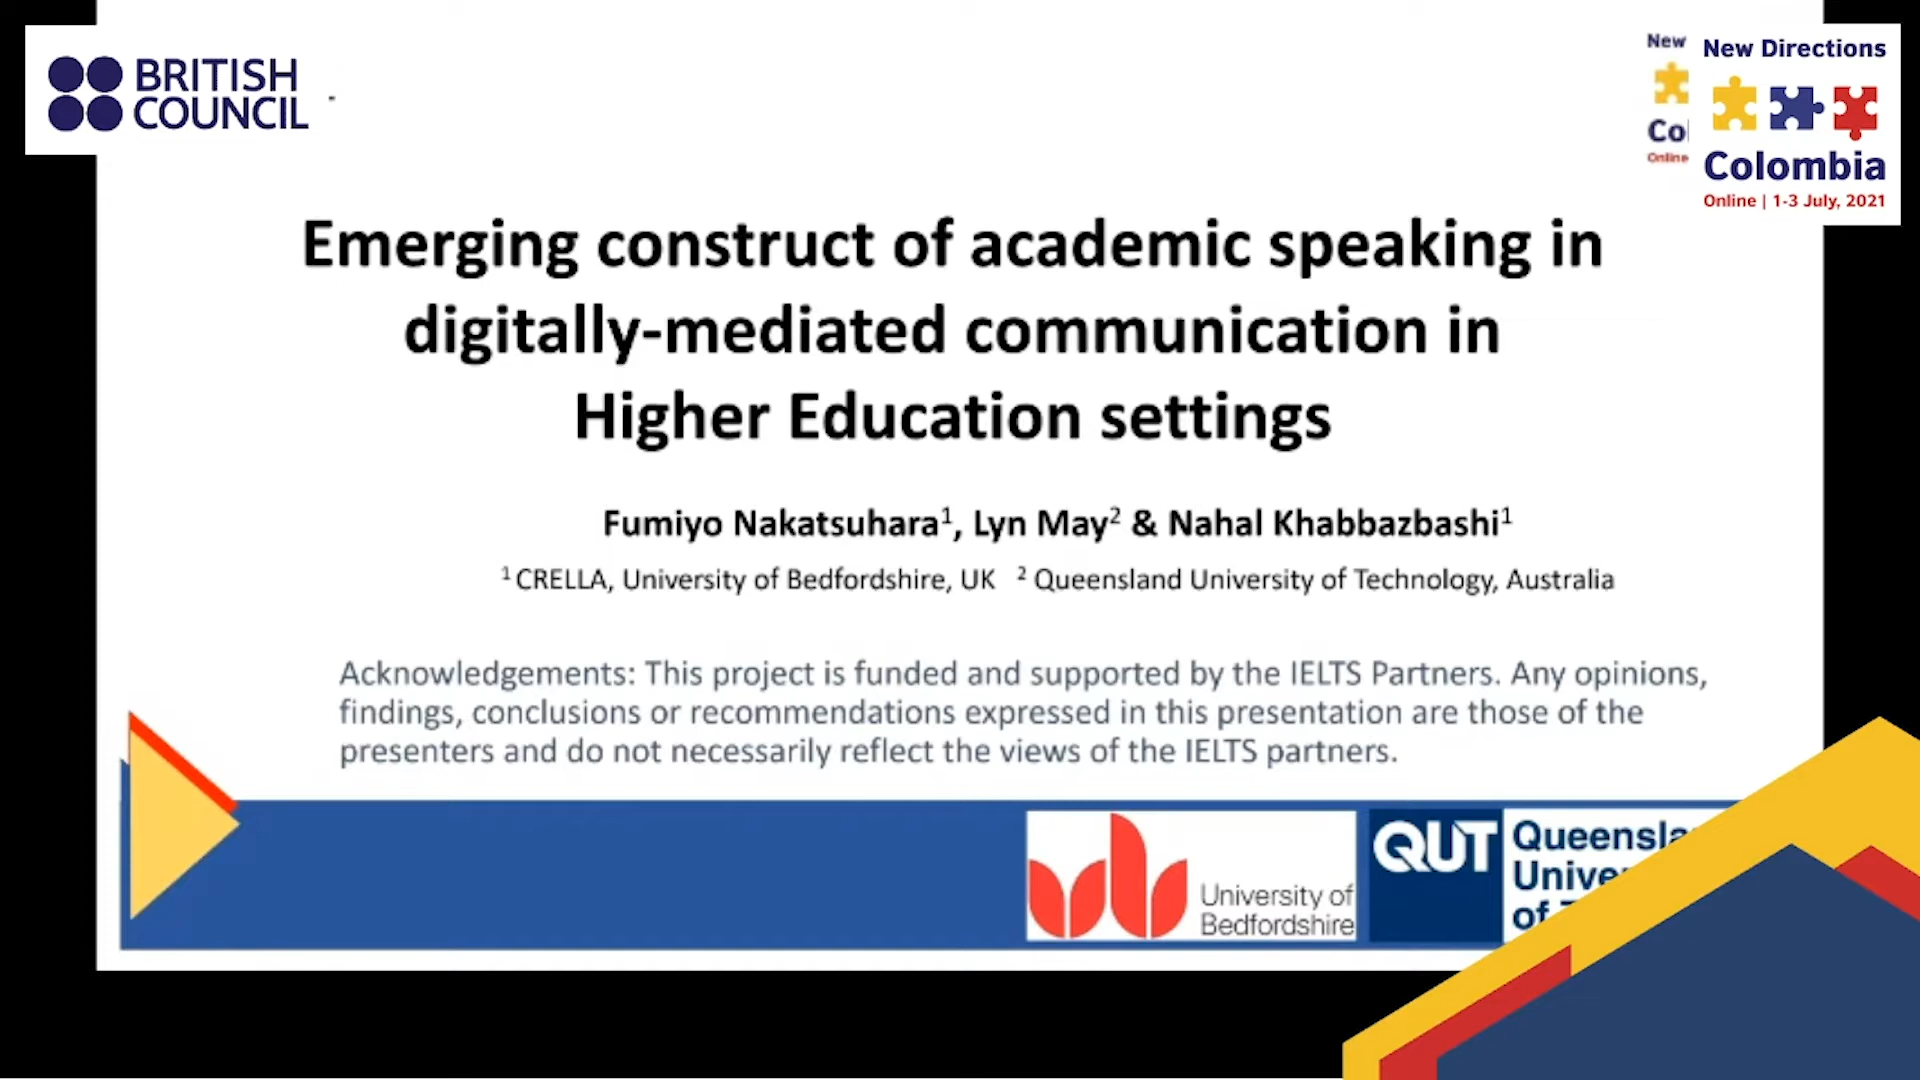 BRITISH
COUNCIL
New
Co
Online
New Directions
Colombia
Online | 1-3 July, 2021
Emerging construct of academic speaking in
digitally-mediated communication in
Higher Education settings
Fumiyo Nakatsuhara¹, Lyn May² & Nahal Khabbazbashi¹
¹ CRELLA, University of Bedfordshire, UK ² Queensland University of Technology, Australia
Acknowledgements: This project is funded and supported by the IELTS Partners. Any opinions,
findings, conclusions or recommendations expressed in this presentation are those of the
presenters and do not necessarily reflect the views of the IELTS partners.
University of
Bedfordshire
QUT
Queensla
Unive
of